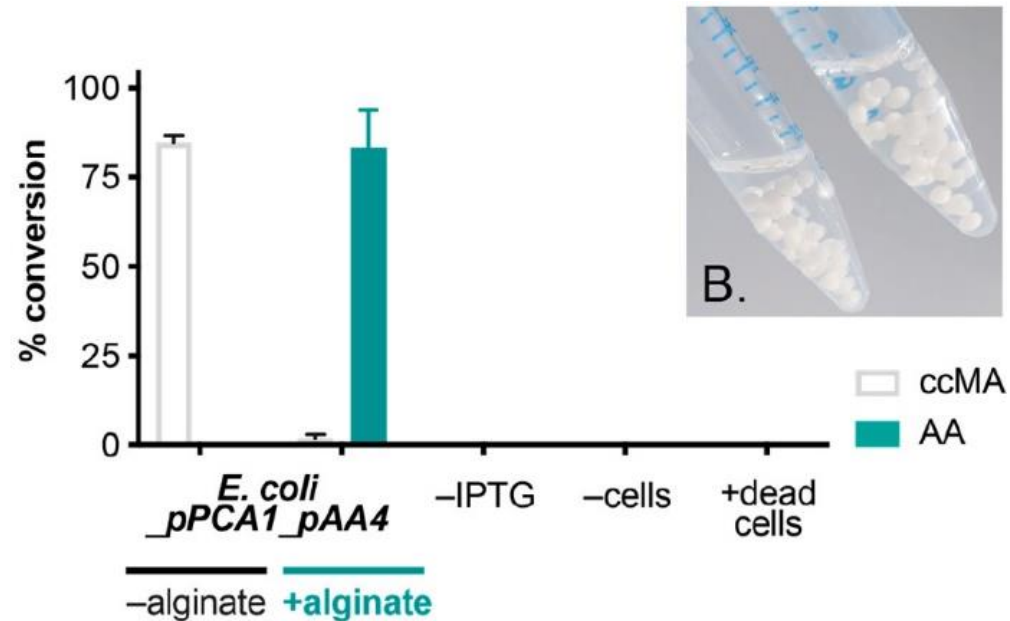 % conversion
100
75
50
25
0
E. coli
_pPCA1_pAA4
–alginate
+alginate
–IPTG
–cells
+dead
cells
B.
ccMA
AA